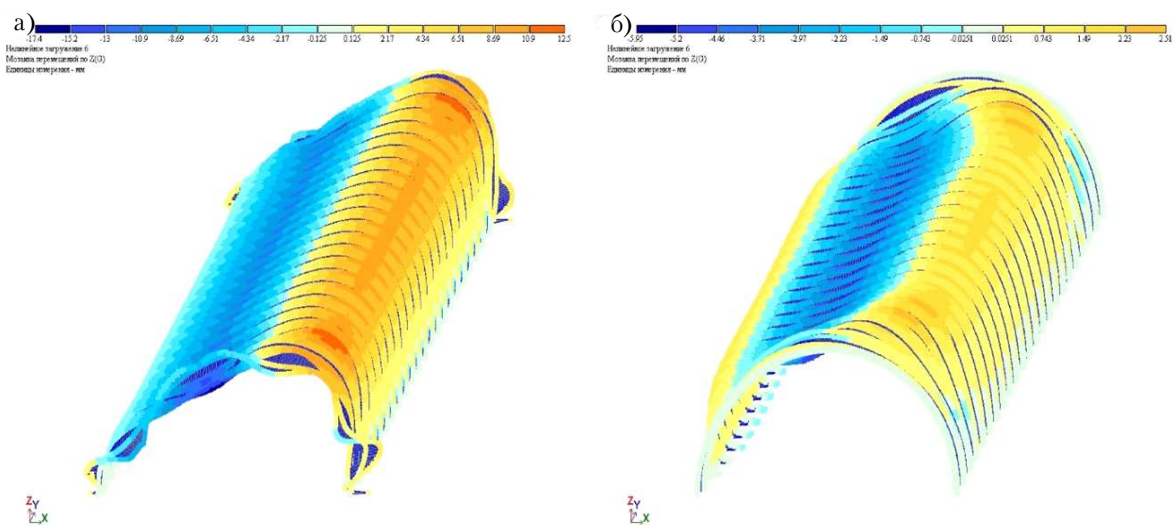 а)
-17.4 -15.2 -13 -10.9 -8.69 -6.51 -4.34 -2.17 -0.125 0.125 2.17 4.34 6.51 8.69 10.9 12.5
Нелинейное загружение 6
Мозаика перемещений по Z(G)
Единицы измерения - мм
Z
Y
X
б)
-5.95 -5.2 -4.46 -3.71 -2.97 -2.23 -1.49 -0.743 -0.0251 0.0251 0.743 1.49 2.23 2.51
Нелинейное загружение 6
Мозаика перемещений по Z(G)
Единицы измерения - мм
Z
Y
X